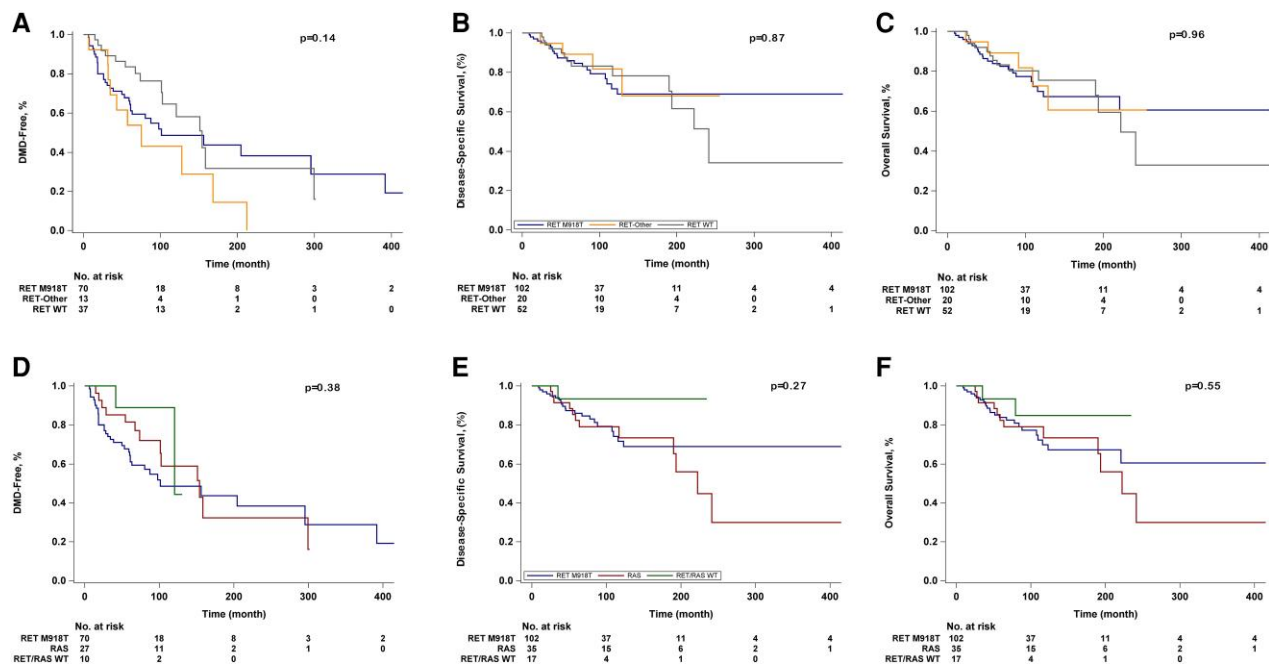 A
p=0.14
DMD-Free, %
1.0
0.8
0.6
0.4
0.2
0.0
0 100 200 300 400
Time (month)
No. at risk
RET M918T 70 18 8 3 2
RET-Other 13 4 1 0
RET WT 37 13 2 1 0
B
p=0.87
Disease-Specific Survival, (%)
1.0
0.8
0.6
0.4
0.2
0.0
RET M918T RET-Other RET WT
0 100 200 300 400
Time (month)
No. at risk
RET M918T 102 37 11 4 4
RET-Other 20 10 4 0
RET WT 52 19 7 2 1
C
p=0.96
Overall Survival, %
1.0
0.8
0.6
0.4
0.2
0.0
0 100 200 300 400
Time (month)
No. at risk
RET M918T 102 37 11 4 4
RET-Other 20 10 4 0
RET WT 52 19 7 2 1
D
p=0.38
DMD-Free, %
1.0
0.8
0.6
0.4
0.2
0.0
0 100 200 300 400
Time (month)
No. at risk
RET M918T 70 18 8 3 2
RAS 27 11 2 1 0
RET/RAS WT 10 2 0
E
p=0.27
Disease-Specific Survival, (%)
1.0
0.8
0.6
0.4
0.2
0.0
RET M918T RAS RET/RAS WT
0 100 200 300 400
Time (month)
No. at risk
RET M918T 102 37 11 4 4
RAS 35 15 6 2 1
RET/RAS WT 17 4 1 0
F
p=0.55
Overall Survival, %
1.0
0.8
0.6
0.4
0.2
0.0
0 100 200 300 400
Time (month)
No. at risk
RET M918T 102 37 11 4 4
RAS 35 15 6 2 1
RET/RAS WT 17 4 1 0